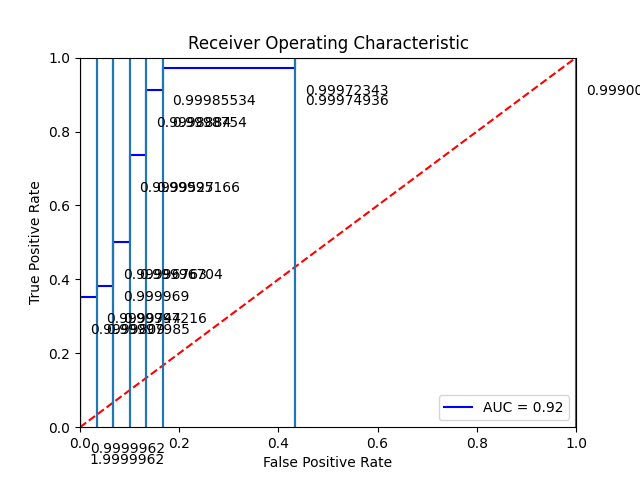 Receiver Operating Characteristic
1.0
0.8
0.6
0.4
0.2
0.0
True Positive Rate
0.99972343
0.99974936
0.99900
0.99985534
0.999969
AUC = 0.92
0.0 0.2 0.4 0.6 0.8 1.0
0.9999962
1.9999962
False Positive Rate